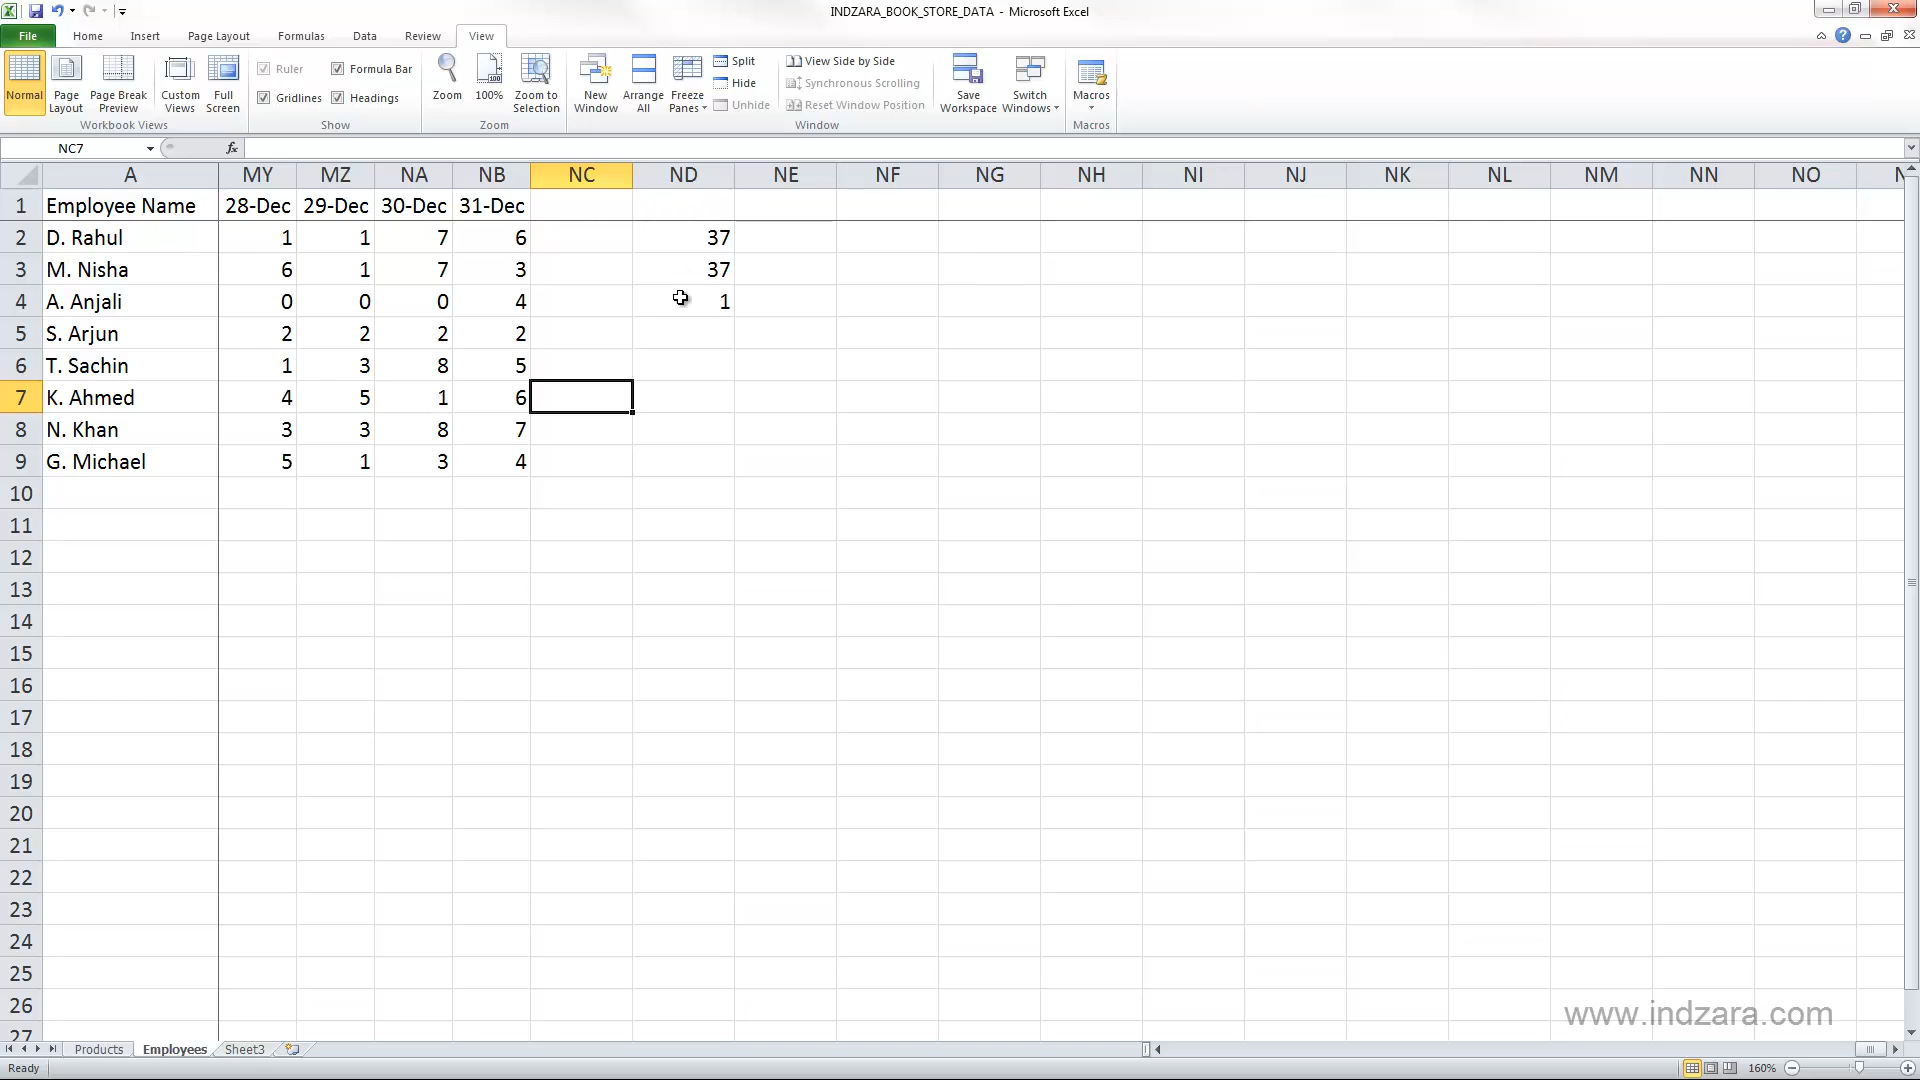 INDZARA_BOOK_STORE_DATA - Microsoft Excel
File Home Insert Page Layout Formulas Data Review View
Normal
Page Layout
Page Break Preview
Custom Views
Full Screen
Workbook Views
Ruler
Formula Bar
Gridlines
Headings
Show
Zoom
100%
Zoom to Selection
Zoom
New Window
Arrange All
Freeze Panes
Split
Hide
Unhide
View Side by Side
Synchronous Scrolling
Reset Window Position
Window
Save Workspace
Switch Windows
Macros
Macros
NC7 fx
A MY MZ NA NB NC ND NE NF NG NH NI NJ NK NL NM NN NO
1 Employee Name 28-Dec 29-Dec 30-Dec 31-Dec
2 D. Rahul 1 1 7 6 37
3 M. Nisha 6 1 7 3 37
4 A. Anjali 0 0 0 4 1
5 S. Arjun 2 2 2 2
6 T. Sachin 1 3 8 5
7 K. Ahmed 4 5 1 6
8 N. Khan 3 3 8 7
9 G. Michael 5 1 3 4
10
11
12
13
14
15
16
17
18
19
20
21
22
23
24
25
26
27
www.indzara.com
Products Employees Sheet3
Ready 160%